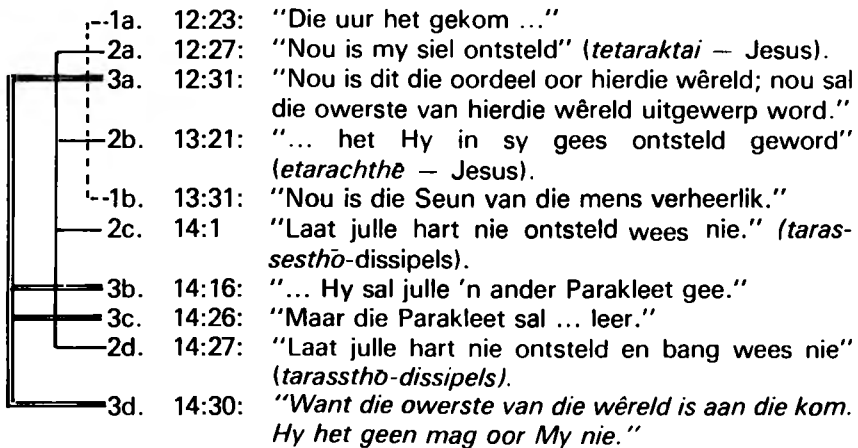 1a. 12:23: "Die uur het gekom ..."
2a. 12:27: "Nou is my siel ontsteld" (tetaraktai — Jesus).
3a. 12:31: "Nou is dit die oordeel oor hierdie wêreld; nou sal
die owerste van hierdie wêreld uitgewerp word."
2b. 13:21: "... het Hy in sy gees ontsteld geword"
(etarachthē — Jesus).
1b. 13:31: "Nou is die Seun van die mens verheerlik."
2c. 14:1 "Laat julle hart nie ontsteld wees nie." (taras-
sesthō-dissipels).
3b. 14:16: "... Hy sal julle 'n ander Parakleet gee."
3c. 14:26: "Maar die Parakleet sal ... leer."
2d. 14:27: "Laat julle hart nie ontsteld en bang wees nie"
(tarassthō-dissipels).
3d. 14:30: "Want die owerste van die wêreld is aan die kom.
Hy het geen mag oor My nie."